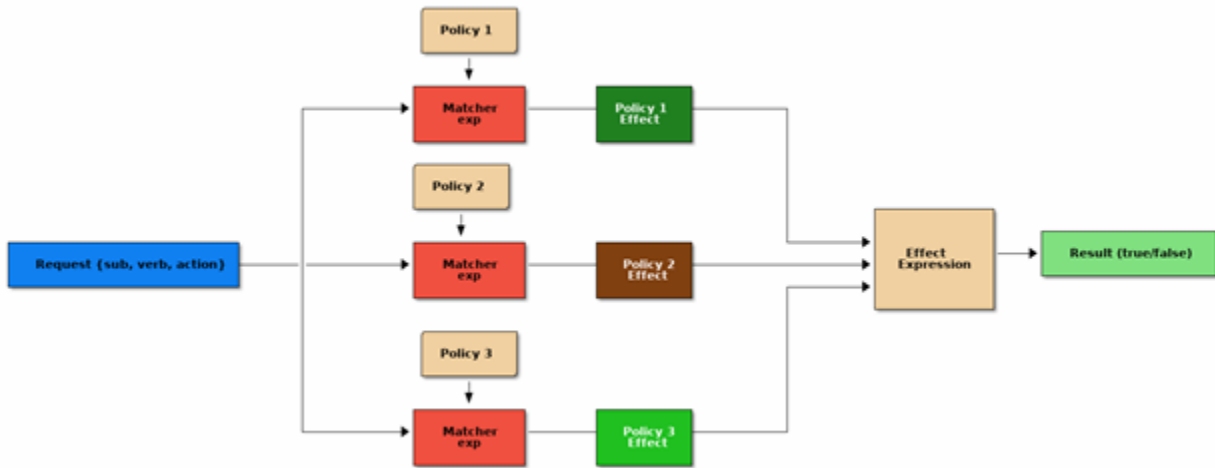 Policy 1
Matcher
exp
Policy 1
Effect
Policy 2
Request {sub, verb, action}
Matcher
exp
Policy 2
Effect
Effect
Expression
Result (true/false)
Policy 3
Matcher
exp
Policy 3
Effect